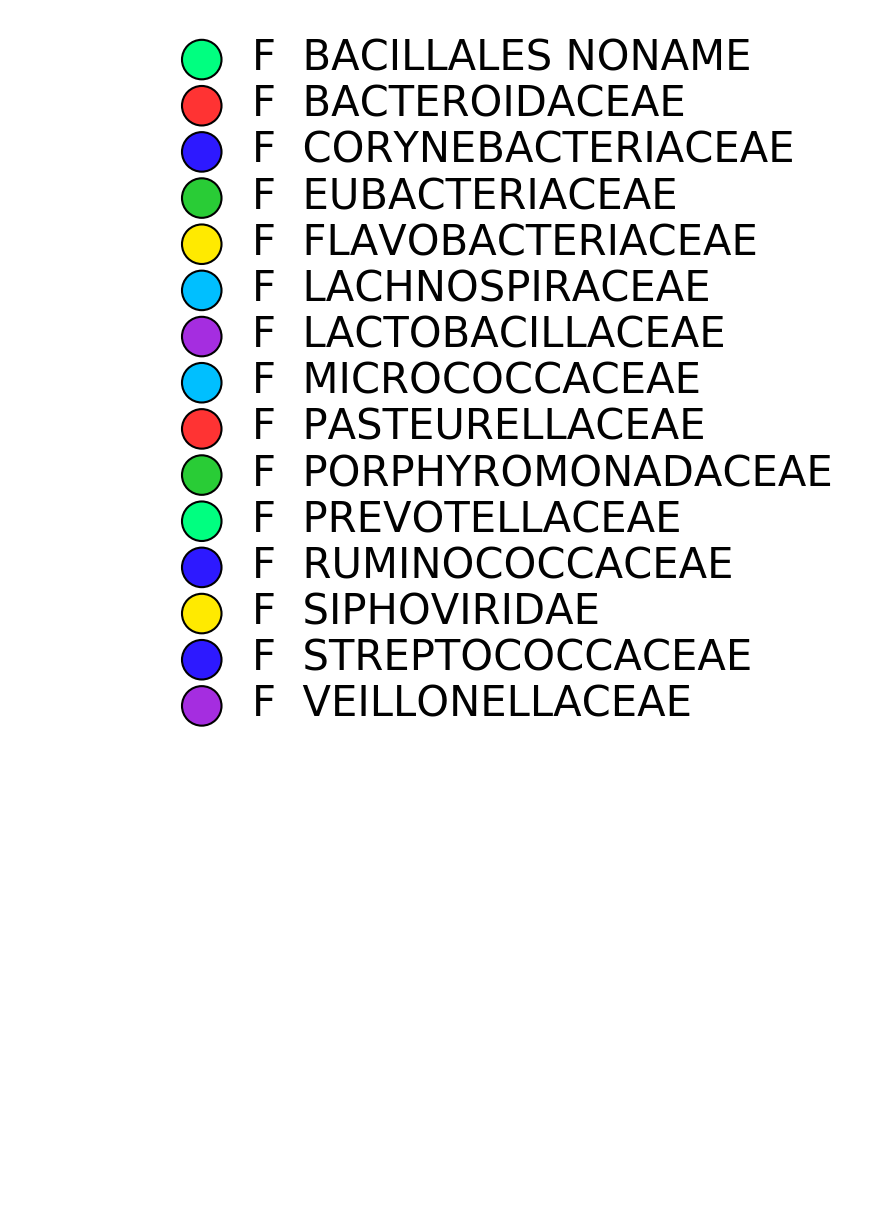 F BACILLALES NONAME
F BACTEROIDACEAE
F CORYNEBACTERIACEAE
F EUBACTERIACEAE
F FLAVOBACTERIACEAE
F LACHNOSPIRACEAE
F LACTOBACILLACEAE
F MICROCOCCACEAE
F PASTEURELLACEAE
F PORPHYROMONADACEAE
F PREVOTELLACEAE
F RUMINOCOCCACEAE
F SIPHOVIRIDAE
F STREPTOCOCCACEAE
F VEILLONELLACEAE